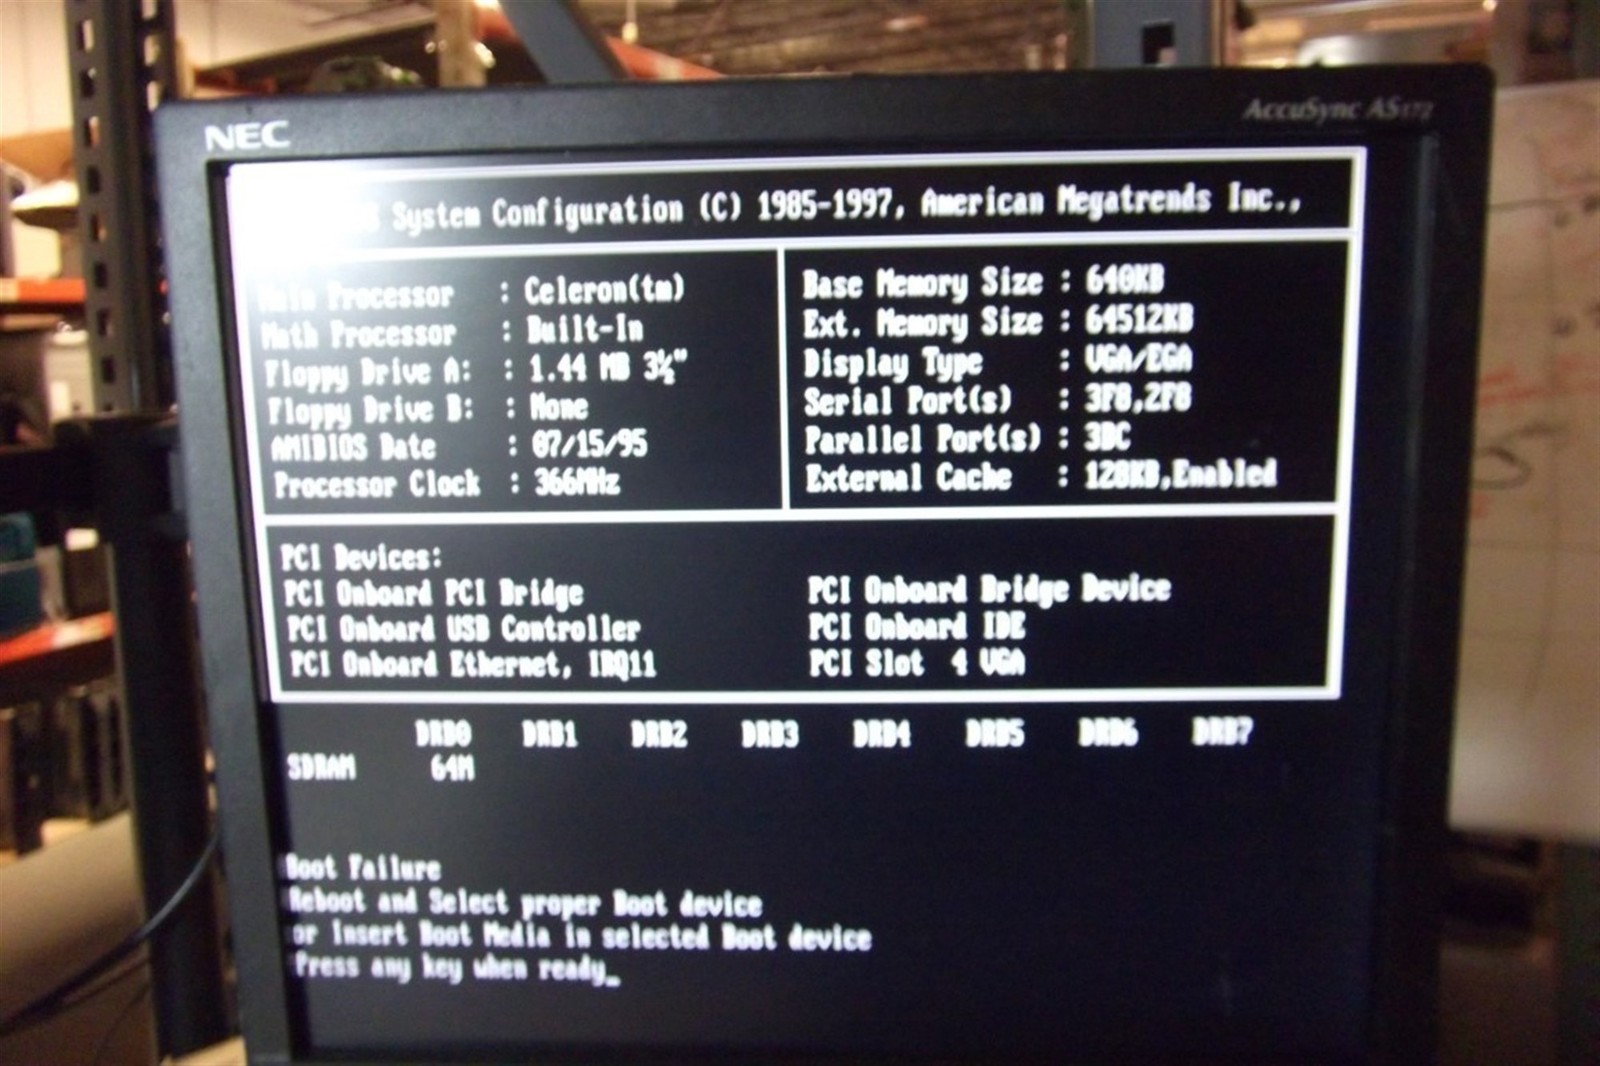 NEC
AccuSync AS172
System Configuration (C) 1985-1997, American Megatrends Inc.,
Main Processor : Celeron(tm)
Math Processor : Built-In
Floppy Drive A: : 1.44 MB 3½"
Floppy Drive B: : None
AMIBIOS Date : 07/15/95
Processor Clock : 366MHz
Base Memory Size : 640KB
Ext. Memory Size : 64512KB
Display Type : VGA/EGA
Serial Port(s) : 3F8,2F8
Parallel Port(s) : 3BC
External Cache : 128KB,Enabled
PCI Devices:
PCI Onboard PCI Bridge
PCI Onboard USB Controller
PCI Onboard Ethernet, IRQ11
PCI Onboard Bridge Device
PCI Onboard IDE
PCI Slot 4 VGA
DRB0 DRB1 DRB2 DRB3 DRB4 DRB5 DRB6 DRB7
SDRAM 64M
Boot Failure
Reboot and Select proper Boot device
or Insert Boot Media in selected Boot device
Press any key when ready_